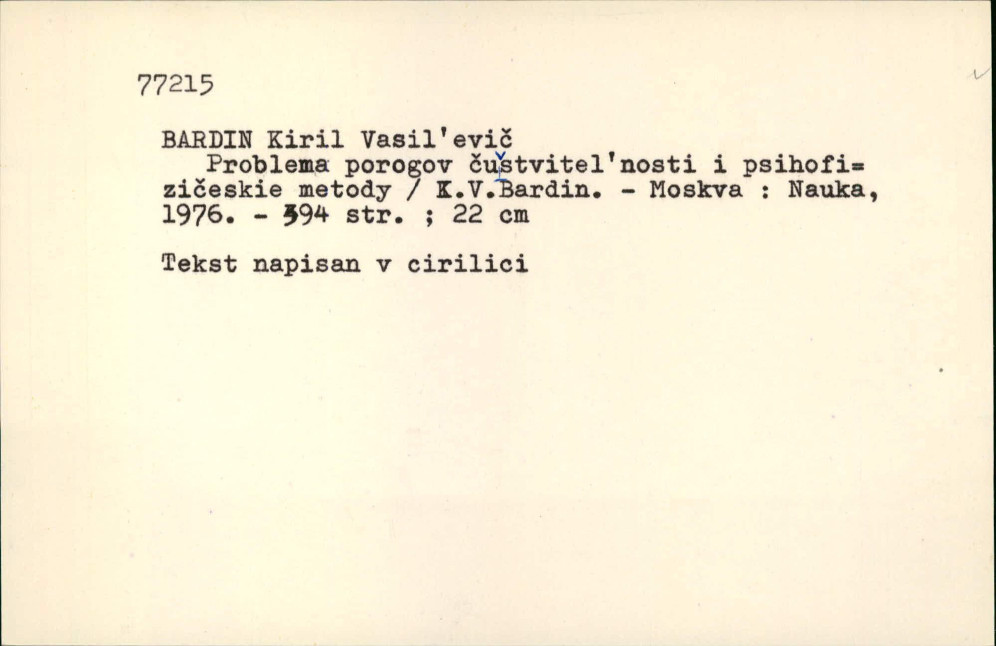 77215
BARDIN Kiril Vasil'evič
Problema porogov čuvstvitel'nosti i psihofi=
zičeskie metody / K.V.Bardin. - Moskva : Nauka,
1976. - 394 str. ; 22 cm
Tekst napisan v cirilici